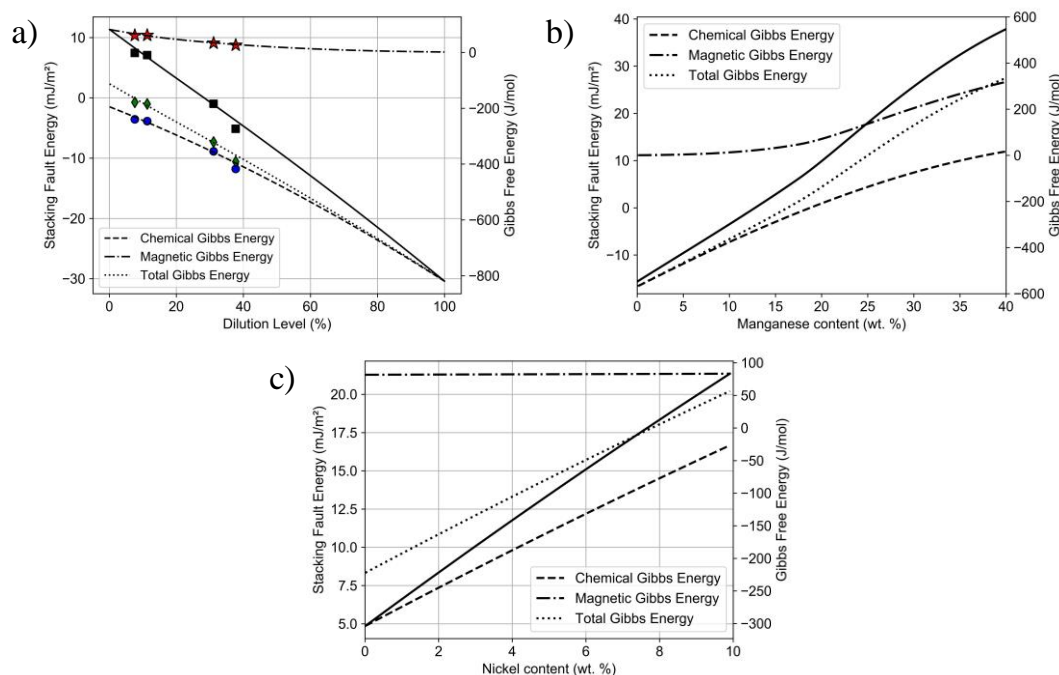 a)
10
0
−10
−20
−30
Stacking Fault Energy (mJ/m²)
0
−200
−400
−600
−800
Gibbs Free Energy (J/mol)
Chemical Gibbs Energy
Magnetic Gibbs Energy
Total Gibbs Energy
0 20 40 60 80 100
Dilution Level (%)
b)
40
30
20
10
0
−10
Stacking Fault Energy (mJ/m²)
600
400
200
0
−200
−400
−600
Gibbs Free Energy (J/mol)
Chemical Gibbs Energy
Magnetic Gibbs Energy
Total Gibbs Energy
0 5 10 15 20 25 30 35 40
Manganese content (wt. %)
c)
20.0
17.5
15.0
12.5
10.0
7.5
5.0
Stacking Fault Energy (mJ/m²)
100
50
0
−50
−100
−150
−200
−250
−300
Gibbs Free Energy (J/mol)
Chemical Gibbs Energy
Magnetic Gibbs Energy
Total Gibbs Energy
0 2 4 6 8 10
Nickel content (wt. %)